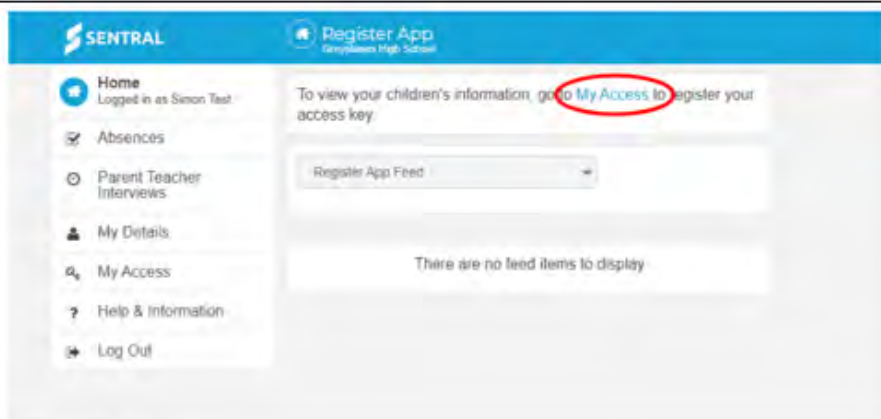 SENTRAL
Register App
High School
Home
Logged in as Simon Test
Absences
Parent Teacher
Interviews
My Details
My Access
? Help & Information
Log Out
To view your children's information, go to My Access to register your
access key
Register App Feed
There are no feed items to display